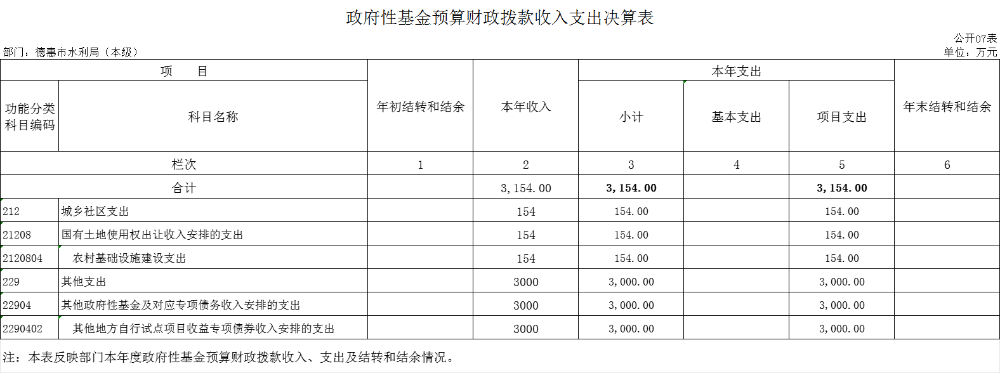 政府性基金预算财政拨款收入支出决算表
公开07表
部门：德惠市水利局（本级） 单位：万元
项 目 年初结转和结余 本年收入 本年支出 年末结转和结余
功能分类科目编码 科目名称 小计 基本支出 项目支出
栏次 1 2 3 4 5 6
合计 3,154.00 3,154.00 3,154.00
212 城乡社区支出 154 154.00 154.00
21208 国有土地使用权出让收入安排的支出 154 154.00 154.00
2120804 农村基础设施建设支出 154 154.00 154.00
229 其他支出 3000 3,000.00 3,000.00
22904 其他政府性基金及对应专项债务收入安排的支出 3000 3,000.00 3,000.00
2290402 其他地方自行试点项目收益专项债券收入安排的支出 3000 3,000.00 3,000.00
注：本表反映部门本年度政府性基金预算财政拨款收入、支出及结转和结余情况。